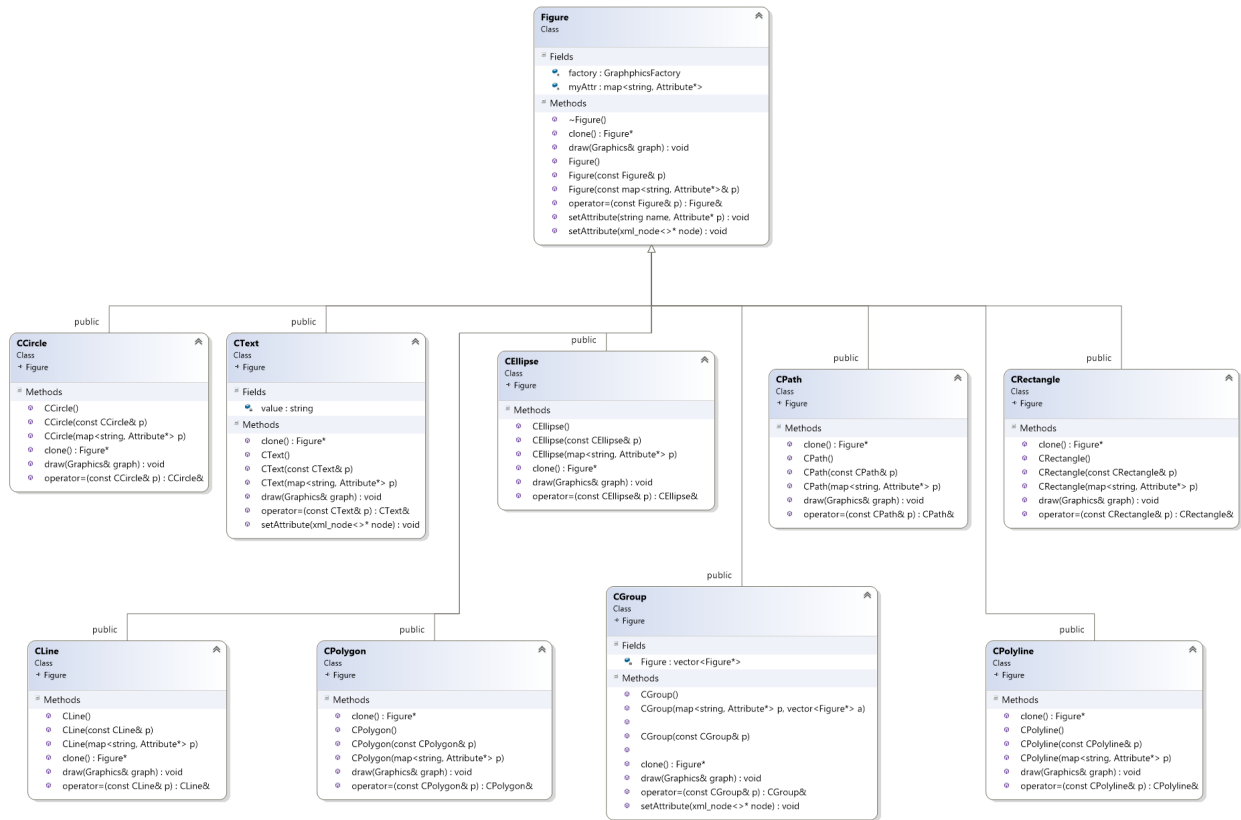 Figure
Class
Fields
factory : GraphphicsFactory
myAttr : map<string, Attribute*>
Methods
~Figure()
clone() : Figure*
draw(Graphics& graph) : void
Figure()
Figure(const Figure& p)
Figure(const map<string, Attribute*>& p)
operator=(const Figure& p) : Figure&
setAttribute(string name, Attribute* p) : void
setAttribute(xml_node<>* node) : void
public
CCircle
Class
Figure
Methods
CCircle()
CCircle(const CCircle& p)
CCircle(map<string, Attribute*> p)
clone() : Figure*
draw(Graphics& graph) : void
operator=(const CCircle& p) : CCircle&
public
CText
Class
Figure
Fields
value : string
Methods
clone() : Figure*
CText()
CText(const CText& p)
CText(map<string, Attribute*> p)
draw(Graphics& graph) : void
operator=(const CText& p) : CText&
setAttribute(xml_node<>* node) : void
public
CEllipse
Class
Figure
Methods
CEllipse()
CEllipse(const CEllipse& p)
CEllipse(map<string, Attribute*> p)
clone() : Figure*
draw(Graphics& graph) : void
operator=(const CEllipse& p) : CEllipse&
public
CPath
Class
Figure
Methods
clone() : Figure*
CPath()
CPath(const CPath& p)
CPath(map<string, Attribute*> p)
draw(Graphics& graph) : void
operator=(const CPath& p) : CPath&
public
CRectangle
Class
Figure
Methods
clone() : Figure*
CRectangle()
CRectangle(const CRectangle& p)
CRectangle(map<string, Attribute*> p)
draw(Graphics& graph) : void
operator=(const CRectangle& p) : CRectangle&
public
CLine
Class
Figure
Methods
CLine()
CLine(const CLine& p)
CLine(map<string, Attribute*> p)
clone() : Figure*
draw(Graphics& graph) : void
operator=(const CLine& p) : CLine&
public
CPolygon
Class
Figure
Methods
clone() : Figure*
CPolygon()
CPolygon(const CPolygon& p)
CPolygon(map<string, Attribute*> p)
draw(Graphics& graph) : void
operator=(const CPolygon& p) : CPolygon&
public
CGroup
Class
Figure
Fields
Figure : vector<Figure*>
Methods
CGroup()
CGroup(map<string, Attribute*> p, vector<Figure*> a)
CGroup(const CGroup& p)
clone() : Figure*
draw(Graphics& graph) : void
operator=(const CGroup& p) : CGroup&
setAttribute(xml_node<>* node) : void
public
CPolyline
Class
Figure
Methods
clone() : Figure*
CPolyline()
CPolyline(const CPolyline& p)
CPolyline(map<string, Attribute*> p)
draw(Graphics& graph) : void
operator=(const CPolyline& p) : CPolyline&